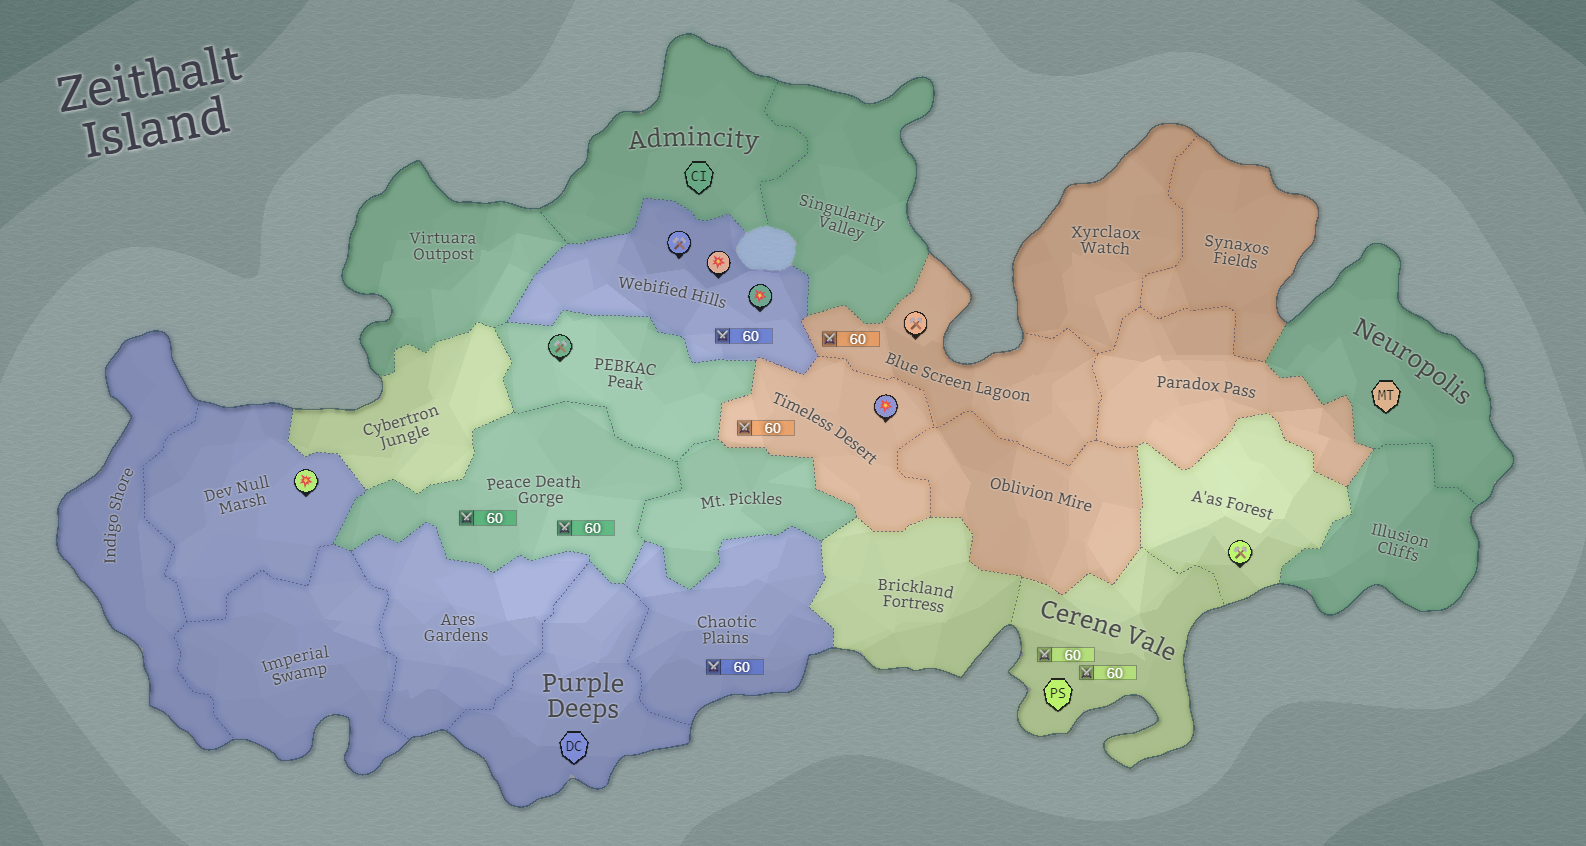 Zeithalt
Island
Admincity
CI
Singularity
Valley
Virtuara
Outpost
Xyrclaox
Watch
Synaxos
Fields
Webified Hills
60
60
Neuropolis
MT
PEBKAC
Peak
Blue Screen Lagoon
Paradox Pass
Timeless Desert
60
Cybertron
Jungle
Indigo Shore
Dev Null
Marsh
Peace Death
Gorge
60
60
Mt. Pickles
Oblivion Mire
A'as Forest
Illusion
Cliffs
Brickland
Fortress
Ares
Gardens
Chaotic
Plains
60
Cerene Vale
60
60
PS
Imperial
Swamp
Purple
Deeps
DC